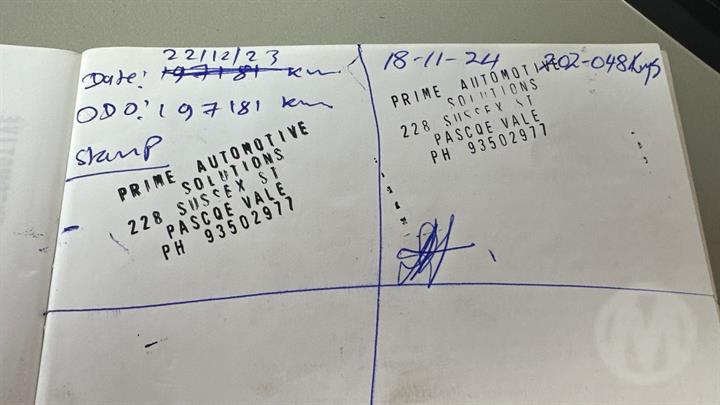 22/12/23
Date: 197181 km
ODO: 197181 km
Stamp
PRIME AUTOMOTIVE
SOLUTIONS
228 SUSSEX ST
PASCOE VALE
PH 93502977
18-11-24 202-048 Kms
PRIME AUTOMOTIVE
SOLUTIONS
228 SUSSEX ST
PASCOE VALE
PH 93502977